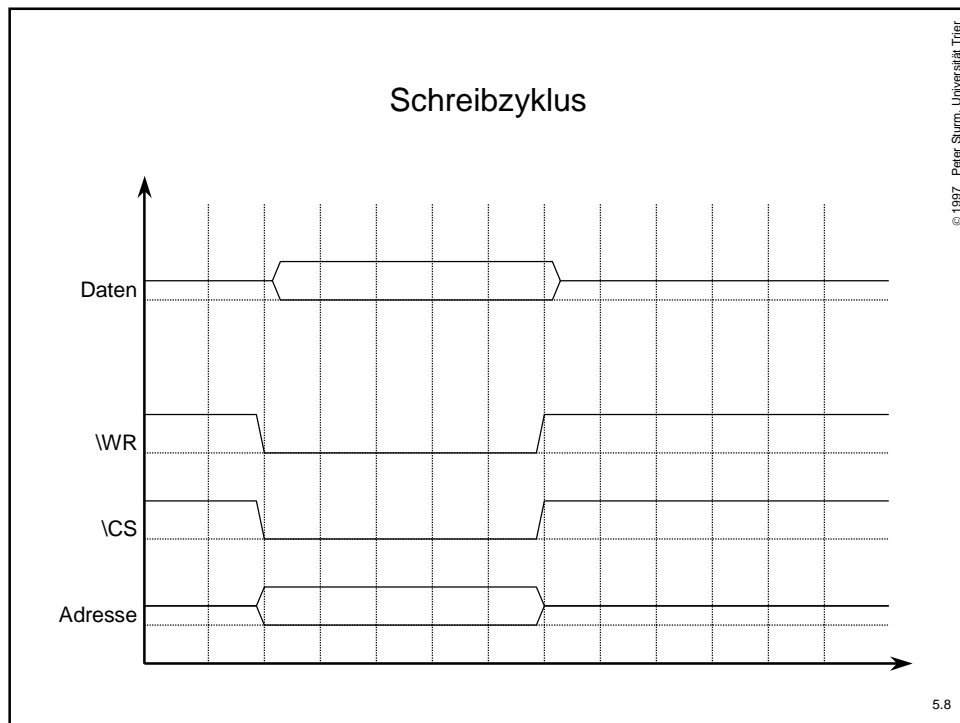 © 1997 Peter Sturm, Universität Trier
Schreibzyklus
Daten
\WR
\CS
Adresse
5.8